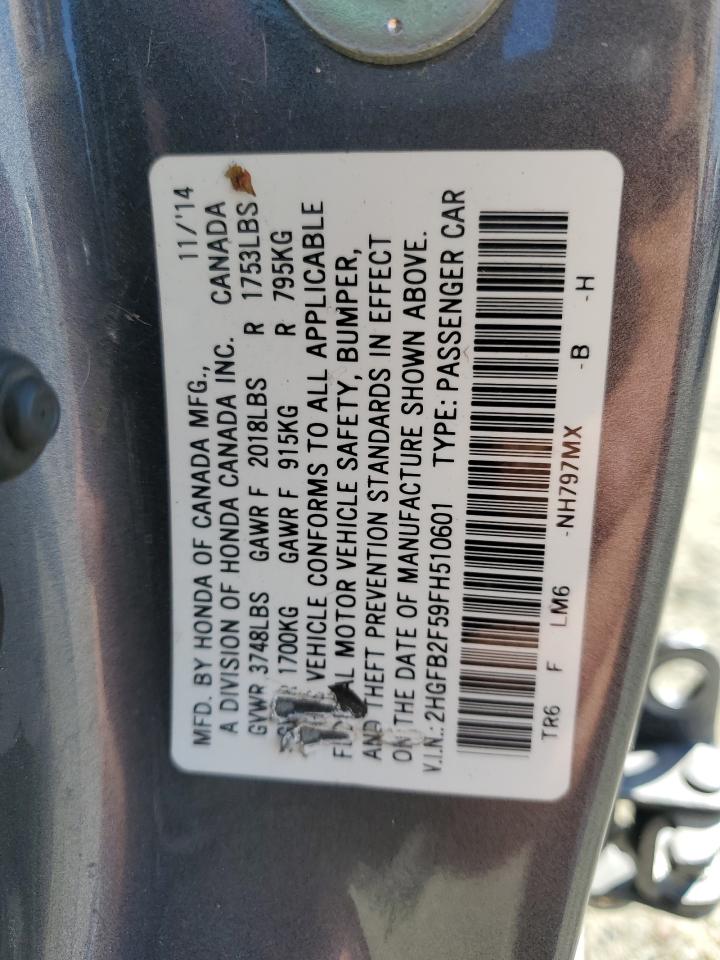 11/'14
MFD. BY HONDA OF CANADA MFG.,
A DIVISION OF HONDA CANADA INC. CANADA
GVWR 3748LBS GAWR F 2018LBS R 1753LBS
1700KG GAWR F 915KG R 795KG
VEHICLE CONFORMS TO ALL APPLICABLE
MOTOR VEHICLE SAFETY, BUMPER,
AND THEFT PREVENTION STANDARDS IN EFFECT
ON THE DATE OF MANUFACTURE SHOWN ABOVE.
V.I.N.: 2HGFB2F59FH510601 TYPE: PASSENGER CAR
TR6 F LM6 -NH797MX -B -H